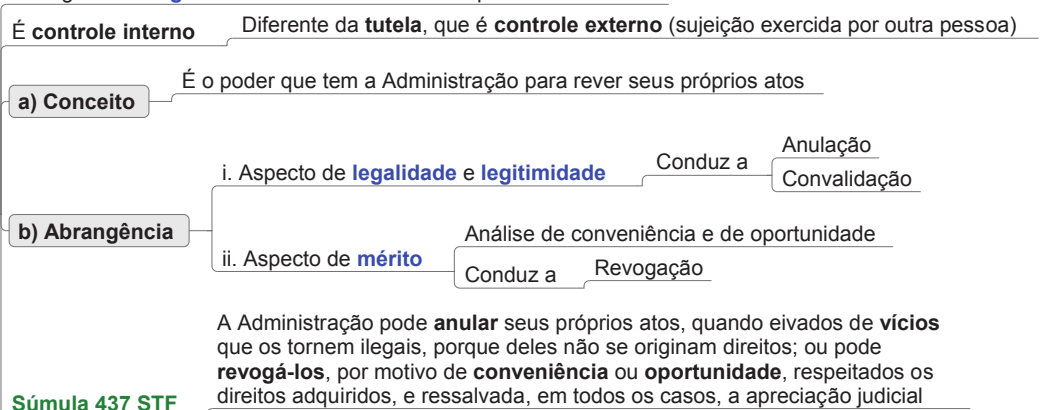 É controle interno
Diferente da tutela, que é controle externo (sujeição exercida por outra pessoa)
a) Conceito
É o poder que tem a Administração para rever seus próprios atos
b) Abrangência
i. Aspecto de legalidade e legitimidade
Conduz a
Anulação
Convalidação
ii. Aspecto de mérito
Análise de conveniência e de oportunidade
Conduz a
Revogação
Súmula 437 STF
A Administração pode anular seus próprios atos, quando eivados de vícios
que os tornem ilegais, porque deles não se originam direitos; ou pode
revogá-los, por motivo de conveniência ou oportunidade, respeitados os
direitos adquiridos, e ressalvada, em todos os casos, a apreciação judicial